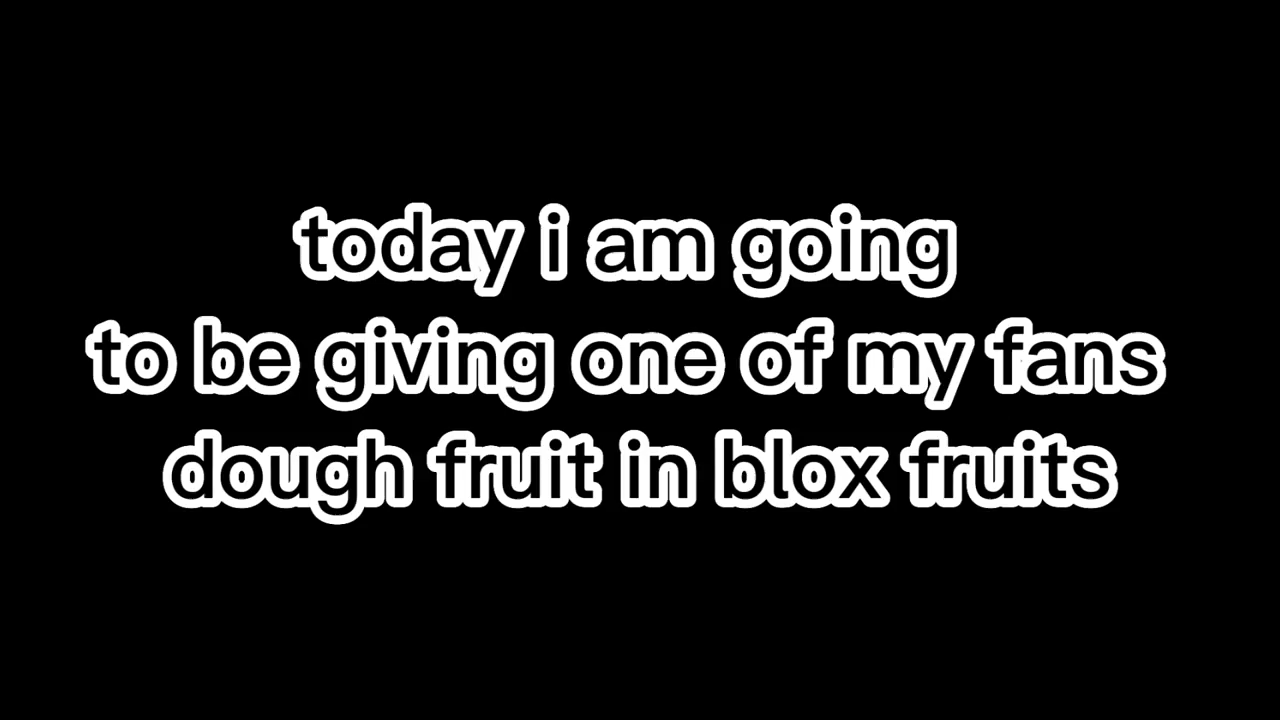 today i am going
to be giving one of my fans
dough fruit in blox fruits